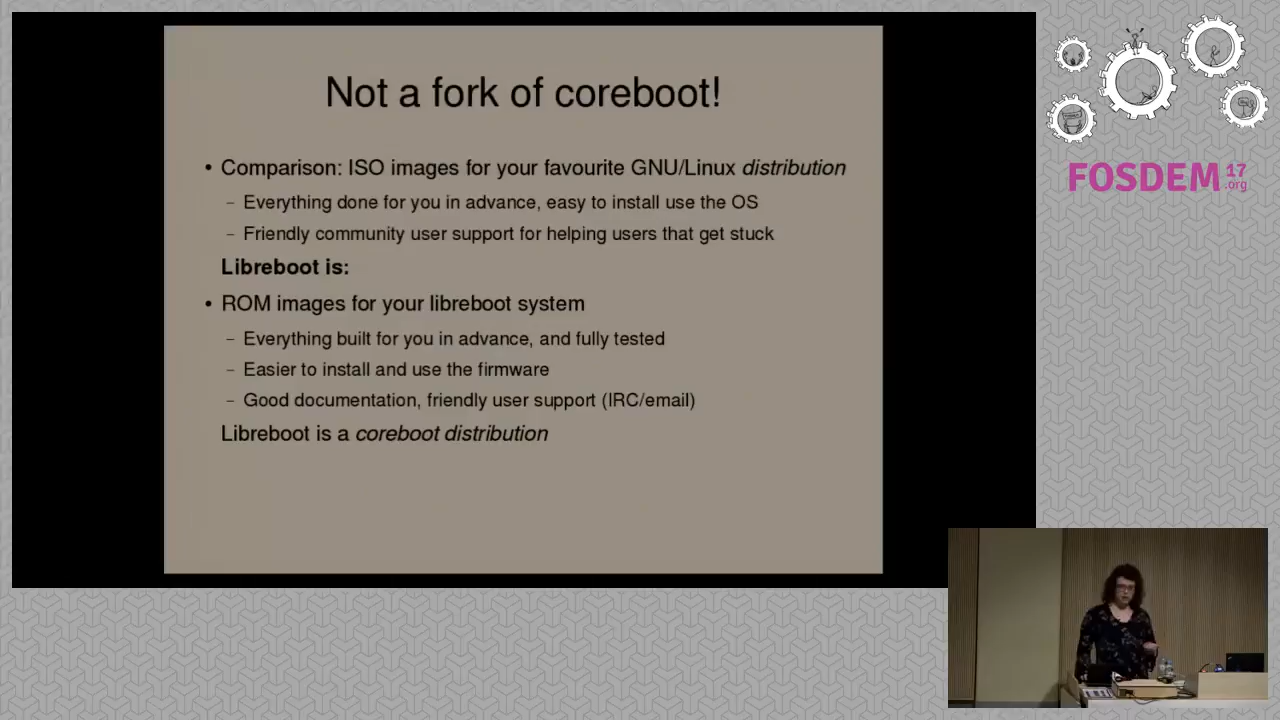 Not a fork of coreboot!
• Comparison: ISO images for your favourite GNU/Linux distribution
– Everything done for you in advance, easy to install use the OS
– Friendly community user support for helping users that get stuck
Libreboot is:
• ROM images for your libreboot system
– Everything built for you in advance, and fully tested
– Easier to install and use the firmware
– Good documentation, friendly user support (IRC/email)
Libreboot is a coreboot distribution
FOSDEM 17
.org